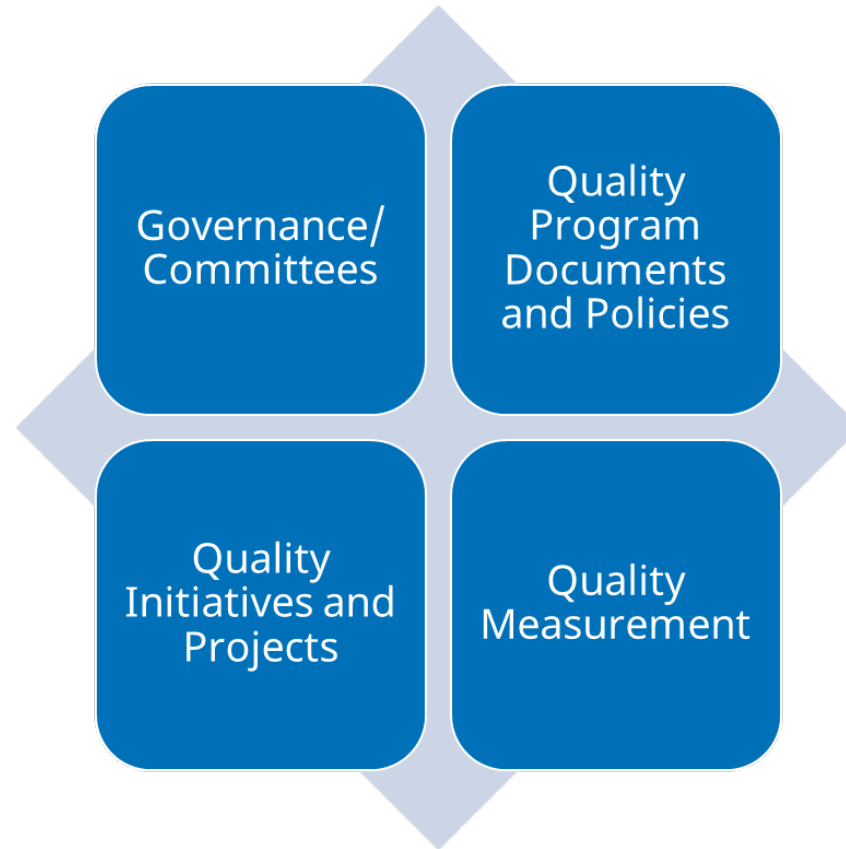 Governance/
Committees
Quality
Program
Documents
and Policies
Quality
Initiatives and
Projects
Quality
Measurement